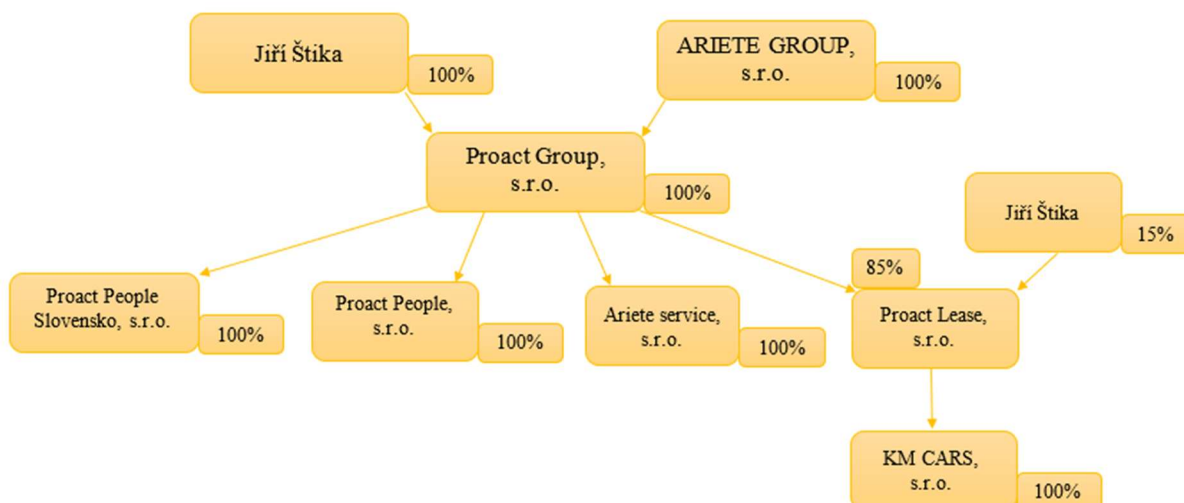 Jiří Štika
100%
ARIETE GROUP,
s.r.o.
100%
Proact Group,
s.r.o.
100%
Jiří Štika
15%
85%
Proact People
Slovensko, s.r.o.
100%
Proact People,
s.r.o.
100%
Ariete service,
s.r.o.
100%
Proact Lease,
s.r.o.
KM CARS,
s.r.o.
100%